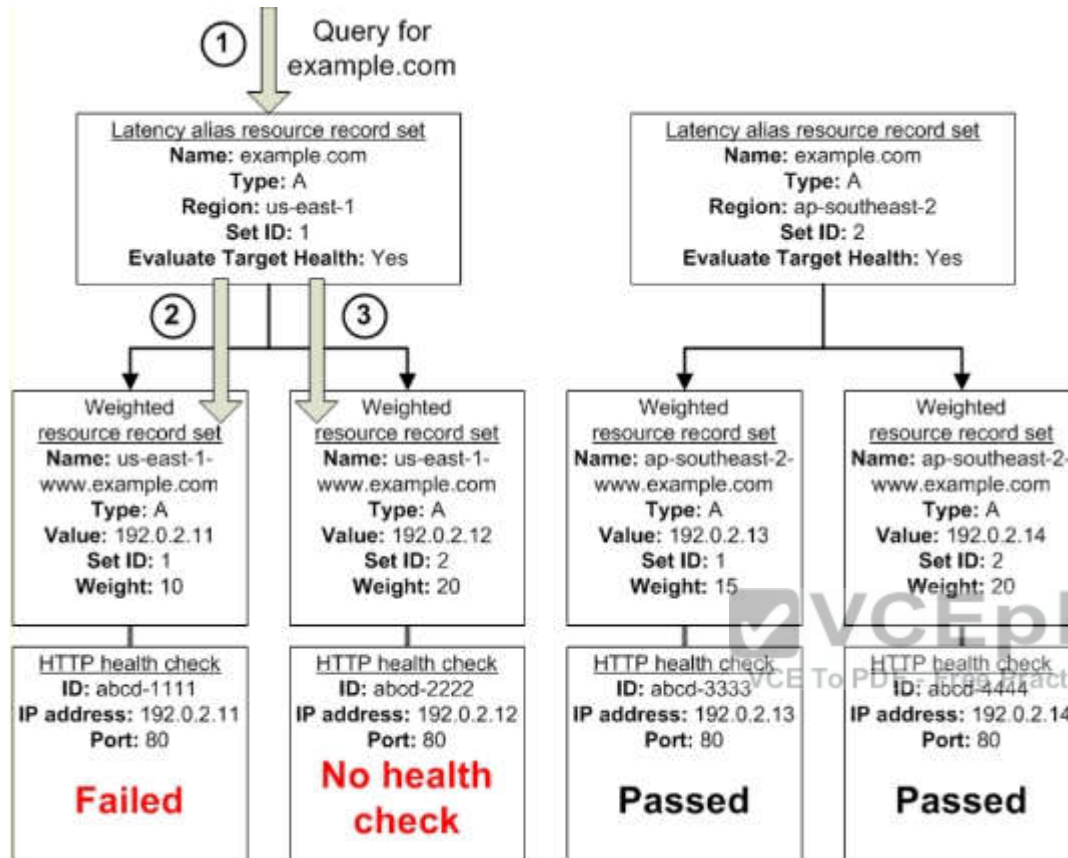 1
Query for
example.com
Latency alias resource record set
Name: example.com
Type: A
Region: us-east-1
Set ID: 1
Evaluate Target Health: Yes
Latency alias resource record set
Name: example.com
Type: A
Region: ap-southeast-2
Set ID: 2
Evaluate Target Health: Yes
2
3
Weighted
resource record set
Name: us-east-1-
www.example.com
Type: A
Value: 192.0.2.11
Set ID: 1
Weight: 10
Weighted
resource record set
Name: us-east-1-
www.example.com
Type: A
Value: 192.0.2.12
Set ID: 2
Weight: 20
Weighted
resource record set
Name: ap-southeast-2-
www.example.com
Type: A
Value: 192.0.2.13
Set ID: 1
Weight: 15
Weighted
resource record set
Name: ap-southeast-2-
www.example.com
Type: A
Value: 192.0.2.14
Set ID: 2
Weight: 20
HTTP health check
ID: abcd-1111
IP address: 192.0.2.11
Port: 80
Failed
HTTP health check
ID: abcd-2222
IP address: 192.0.2.12
Port: 80
No health
check
HTTP health check
ID: abcd-3333
IP address: 192.0.2.13
Port: 80
Passed
HTTP health check
ID: abcd-4444
IP address: 192.0.2.14
Port: 80
Passed
VCEpl
VCE To PDF - Free Pract